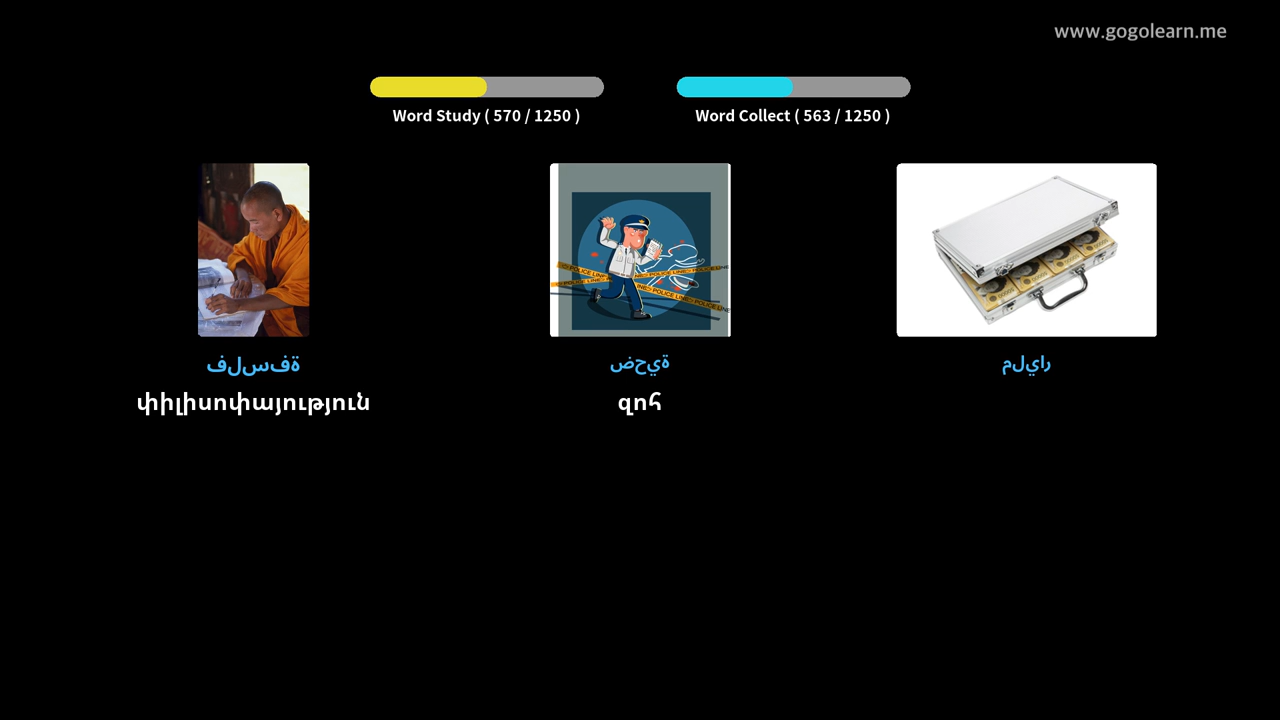 www.gogolearn.me
Word Study ( 570 / 1250 )
Word Collect ( 563 / 1250 )
فلسفة
ضحية
مليار
փիլիսոփայություն
զոհ